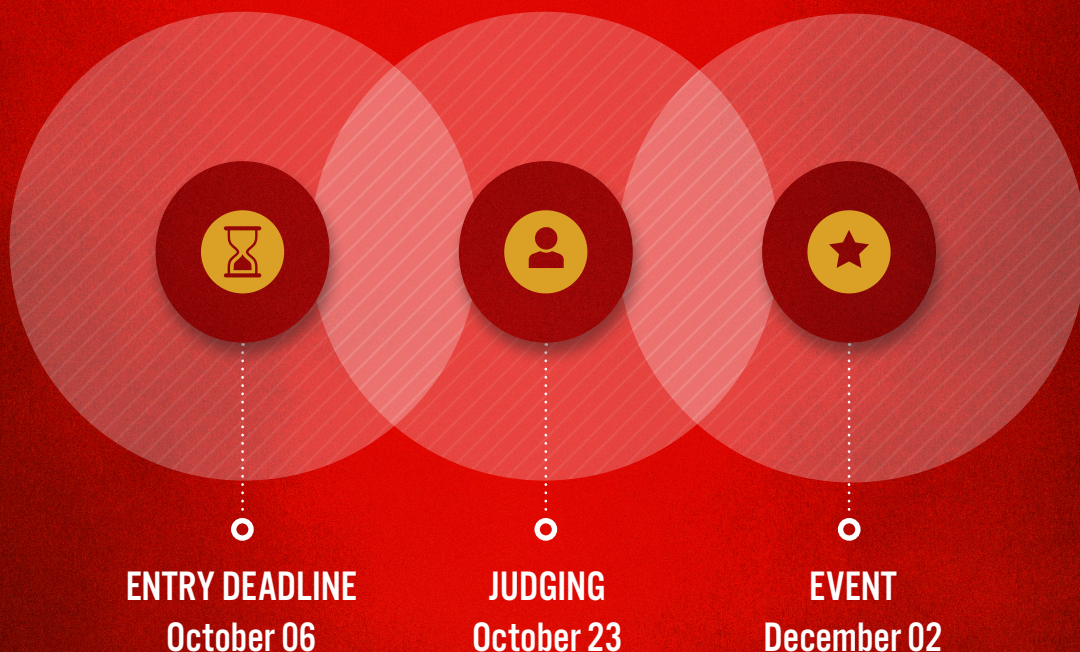 ENTRY DEADLINE
October 06
JUDGING
October 23
EVENT
December 02